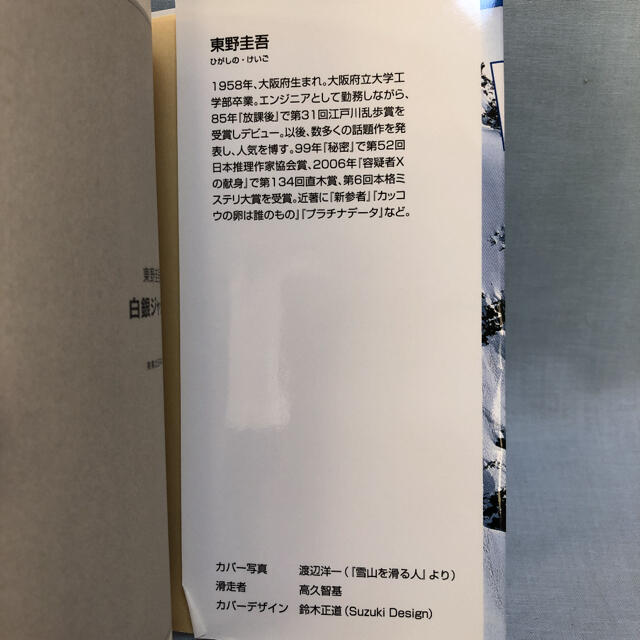 東野圭吾
ひがしの・けいご
1958年、大阪府生まれ。大阪府立大学工
学部卒業。エンジニアとして勤務しながら、
85年『放課後』で第31回江戸川乱歩賞を
受賞しデビュー。以後、数多くの話題作を発
表し、人気を博す。99年『秘密』で第52回
日本推理作家協会賞、2006年『容疑者X
の献身』で第134回直木賞、第6回本格ミ
ステリ大賞を受賞。近著に『新参者』『カッコ
ウの卵は誰のもの』『プラチナデータ』など。
東野圭
白銀ジャ
カバー写真 渡辺洋一（『雪山を滑る人』より）
滑走者 高久智基
カバーデザイン 鈴木正道（Suzuki Design）